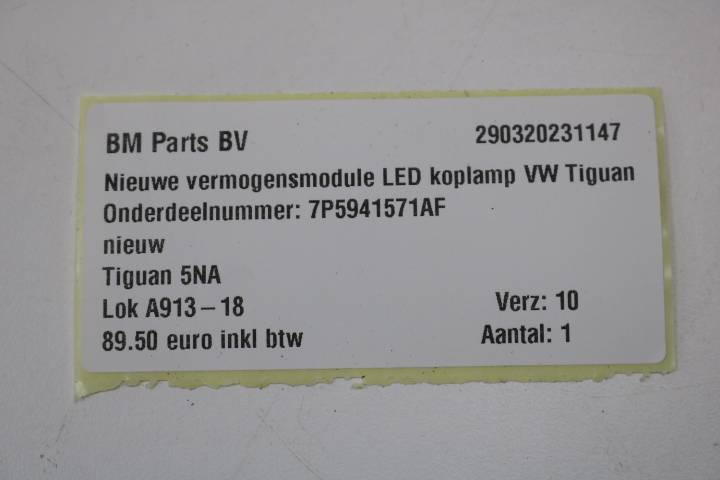 BM Parts BV 290320231147
Nieuwe vermogensmodule LED koplamp VW Tiguan
Onderdeelnummer: 7P5941571AF
nieuw
Tiguan 5NA
Lok A913–18 Verz: 10
89.50 euro inkl btw Aantal: 1